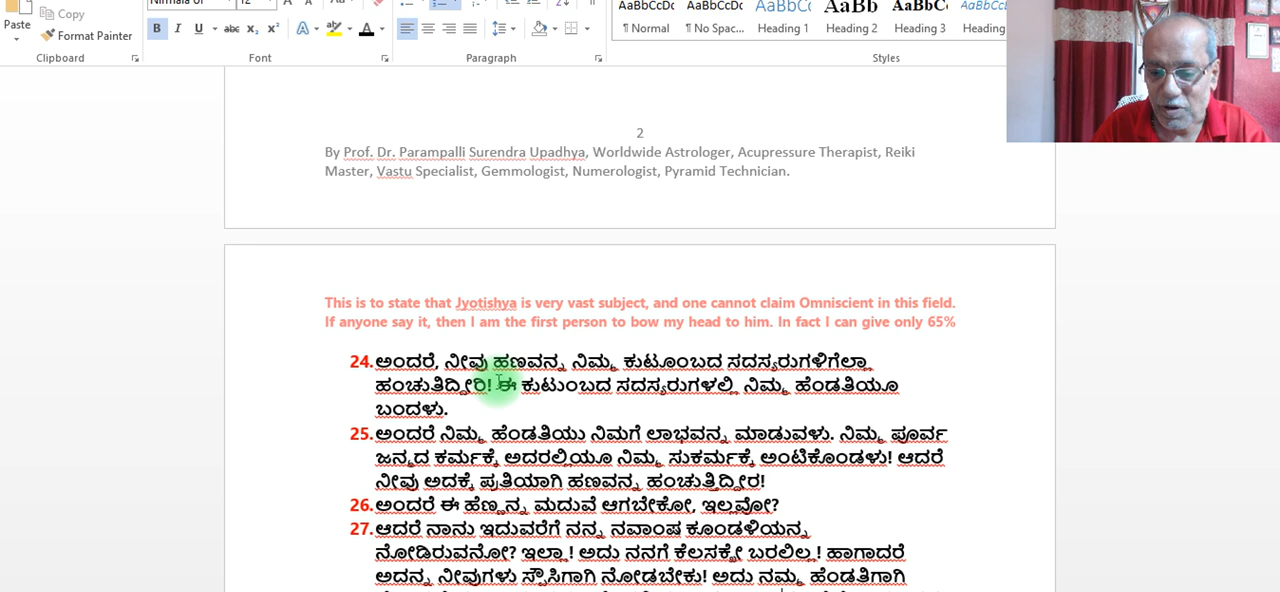 Paste
Copy
Format Painter
Clipboard
Font
Paragraph
Styles
B I U abc x₂ x² A A
AaBbCcDc AaBbCcDc AaBbCc AaBb AaBbCc AaBbCc
¶ Normal ¶ No Spac... Heading 1 Heading 2 Heading 3 Heading
2
By Prof. Dr. Parampalli Surendra Upadhya, Worldwide Astrologer, Acupressure Therapist, Reiki
Master, Vastu Specialist, Gemmologist, Numerologist, Pyramid Technician.
This is to state that Jyotishya is very vast subject, and one cannot claim Omniscient in this field.
If anyone say it, then I am the first person to bow my head to him. In fact I can give only 65%
24. ಅಂದರೆ, ನೀವು ಹಣವನ್ನ ನಿಮ್ಮ ಕುಟೂಂಬದ ಸದಸ್ಯರುಗಳಿಗೆಲ್ಲಾ
ಹಂಚುತಿದ್ದೀರಿ! ಈ ಕುಟುಂಬದ ಸದಸ್ಯರುಗಳಲ್ಲಿ ನಿಮ್ಮ ಹೆಂಡತಿಯೂ
ಬಂದಳು.
25. ಅಂದರೆ ನಿಮ್ಮ ಹೆಂಡತಿಯು ನಿಮಗೆ ಲಾಭವನ್ನ ಮಾಡುವಳು. ನಿಮ್ಮ ಪೂರ್ವ
ಜನ್ಮದ ಕರ್ಮಕ್ಕೆ ಅದರಲ್ಲಿಯೂ ನಿಮ್ಮ ಸುಕರ್ಮಕ್ಕೆ ಅಂಟಿಕೊಂಡಳು! ಆದರೆ
ನೀವು ಅದಕ್ಕೆ ಪ್ರತಿಯಾಗಿ ಹಣವನ್ನ ಹಂಚುತ್ತಿದ್ದೀರ!
26. ಅಂದರೆ ಈ ಹೆಣ್ಣನ್ನ ಮದುವೆ ಆಗಬೇಕೋ, ಇಲ್ಲವೋ?
27. ಆದರೆ ನಾನು ಇದುವರೆಗೆ ನನ್ನ ನವಾಂಷ ಕೂಂಡಳಿಯನ್ನ
ನೋಡಿರುವನೋ? ಇಲ್ಲಾ! ಅದು ನನಗೆ ಕೆಲಸಕ್ಕೇ ಬರಲಿಲ್ಲ! ಹಾಗಾದರೆ
ಅದನ್ನ ನೀವುಗಳು ಸ್ಪೌಸಿಗಾಗಿ ನೋಡಬೇಕು! ಅದು ನಮ್ಮ ಹೆಂಡತಿಗಾಗಿ